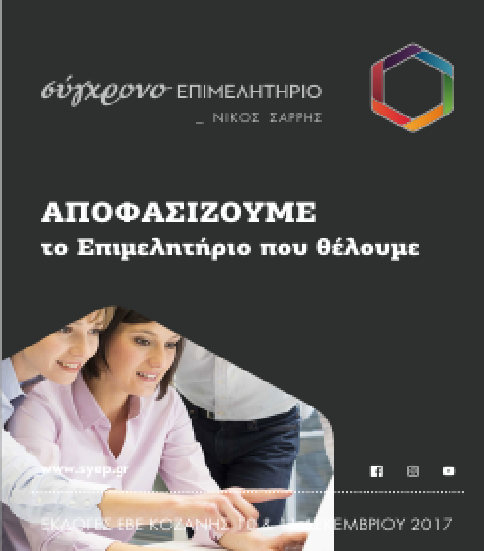 σύγχρονο ΕΠΙΜΕΛΗΤΗΡΙΟ
_ ΝΙΚΟΣ ΣΑΡΡΗΣ
ΑΠΟΦΑΣΙΖΟΥΜΕ
το Επιμελητήριο που θέλουμε
www.syep.gr
ΕΚΛΟΓΕΣ ΕΒΕ ΚΟΖΑΝΗΣ 10 & 2017